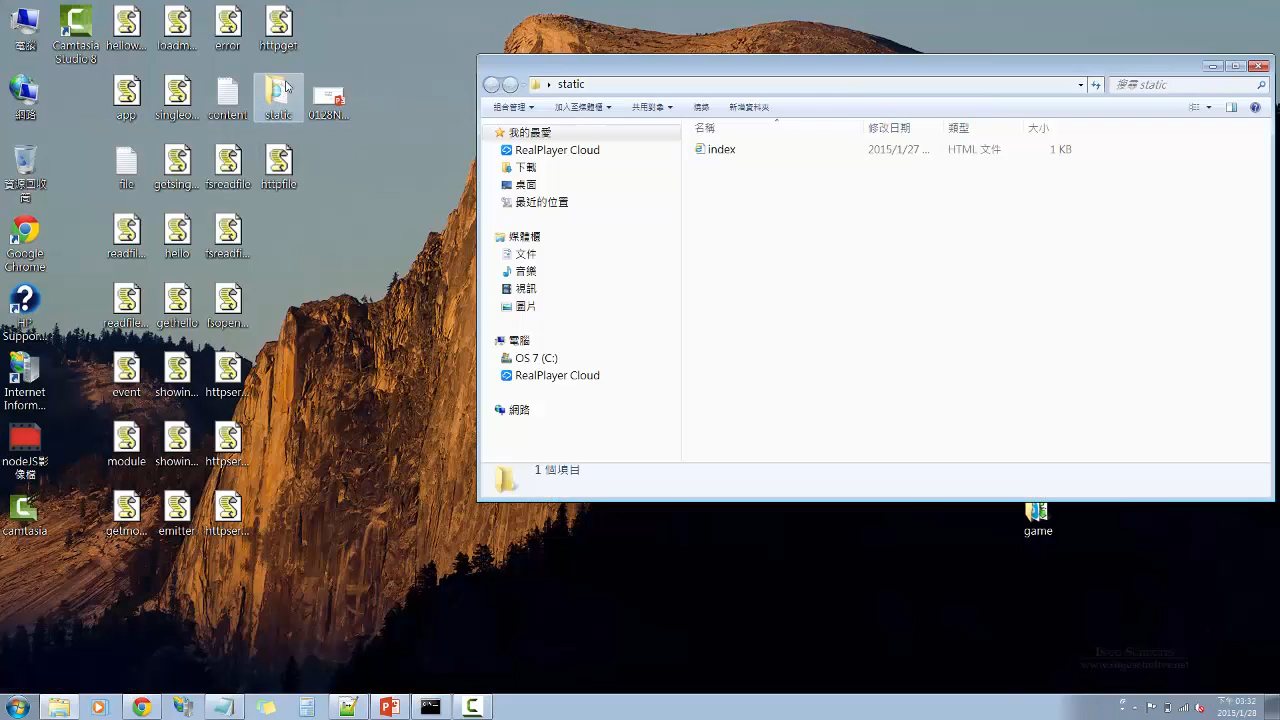 電腦
Camtasia
Studio 8
hellow...
loadm...
error
httpget
網路
app
singleo...
content
static
0128N...
資源回收
筒
file
getsing...
fsreadfile
httpfile
Google
Chrome
readfil...
hello
fsreadfi...
HP
Suppor...
readfile...
gethello
fsopen...
Internet
Inform...
event
showin...
httpser...
nodeJS影
像檔
module
showin...
httpser...
camtasia
getmo...
emitter
httpser...
static
搜尋 static
組合管理
加入至媒體櫃
共用對象
燒錄
新增資料夾
名稱
修改日期
類型
大小
index
2015/1/27 ...
HTML 文件
1 KB
我的最愛
RealPlayer Cloud
下載
桌面
最近的位置
媒體櫃
文件
音樂
視訊
圖片
電腦
OS 7 (C:)
RealPlayer Cloud
網路
1 個項目
game
下午 03:32
2015/1/28